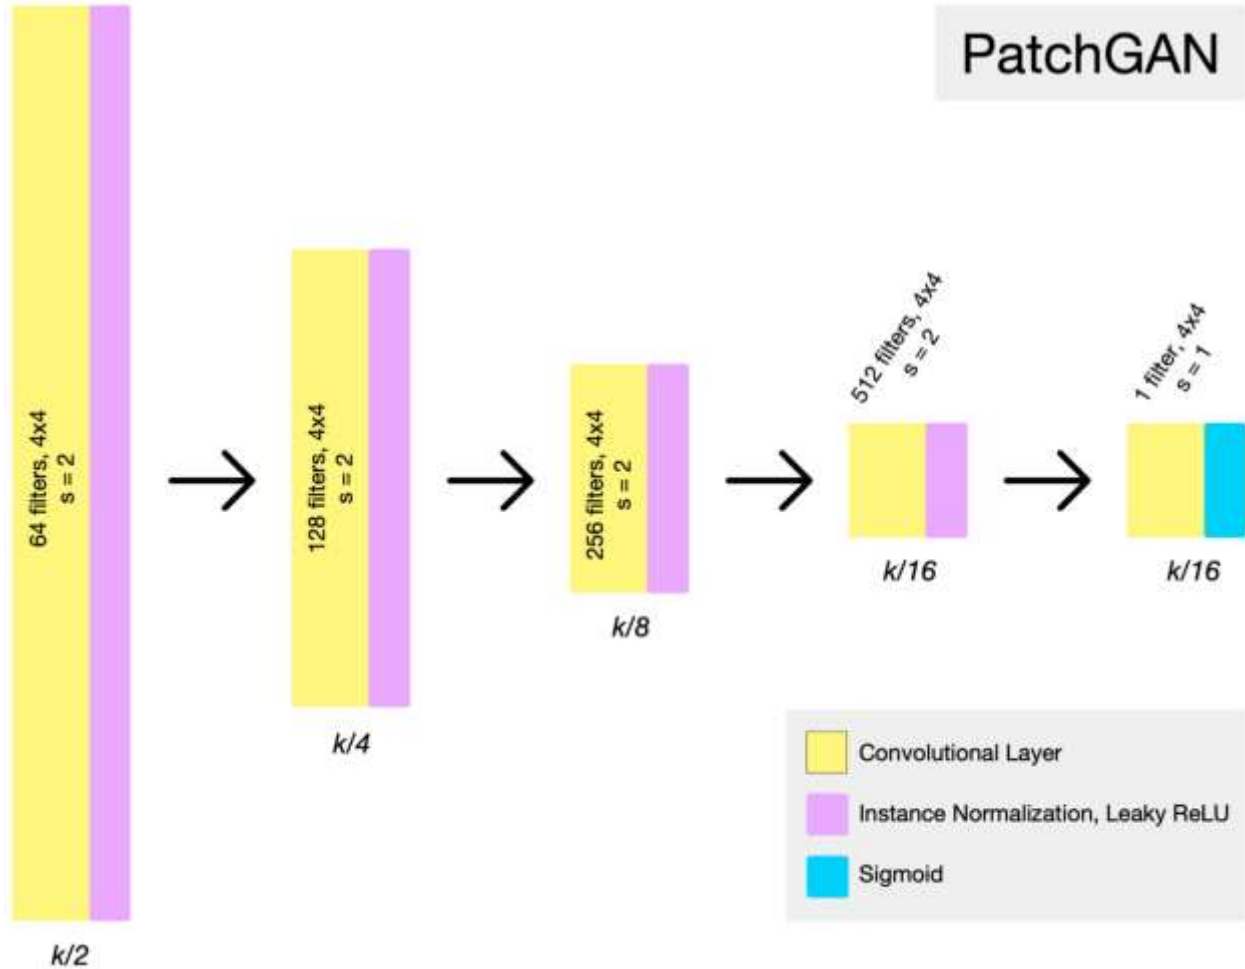 PatchGAN
64 filters, 4x4
s = 2
k/2
128 filters, 4x4
s = 2
k/4
256 filters, 4x4
s = 2
k/8
512 filters, 4x4
s = 2
k/16
1 filter, 4x4
s = 1
k/16
Convolutional Layer
Instance Normalization, Leaky ReLU
Sigmoid